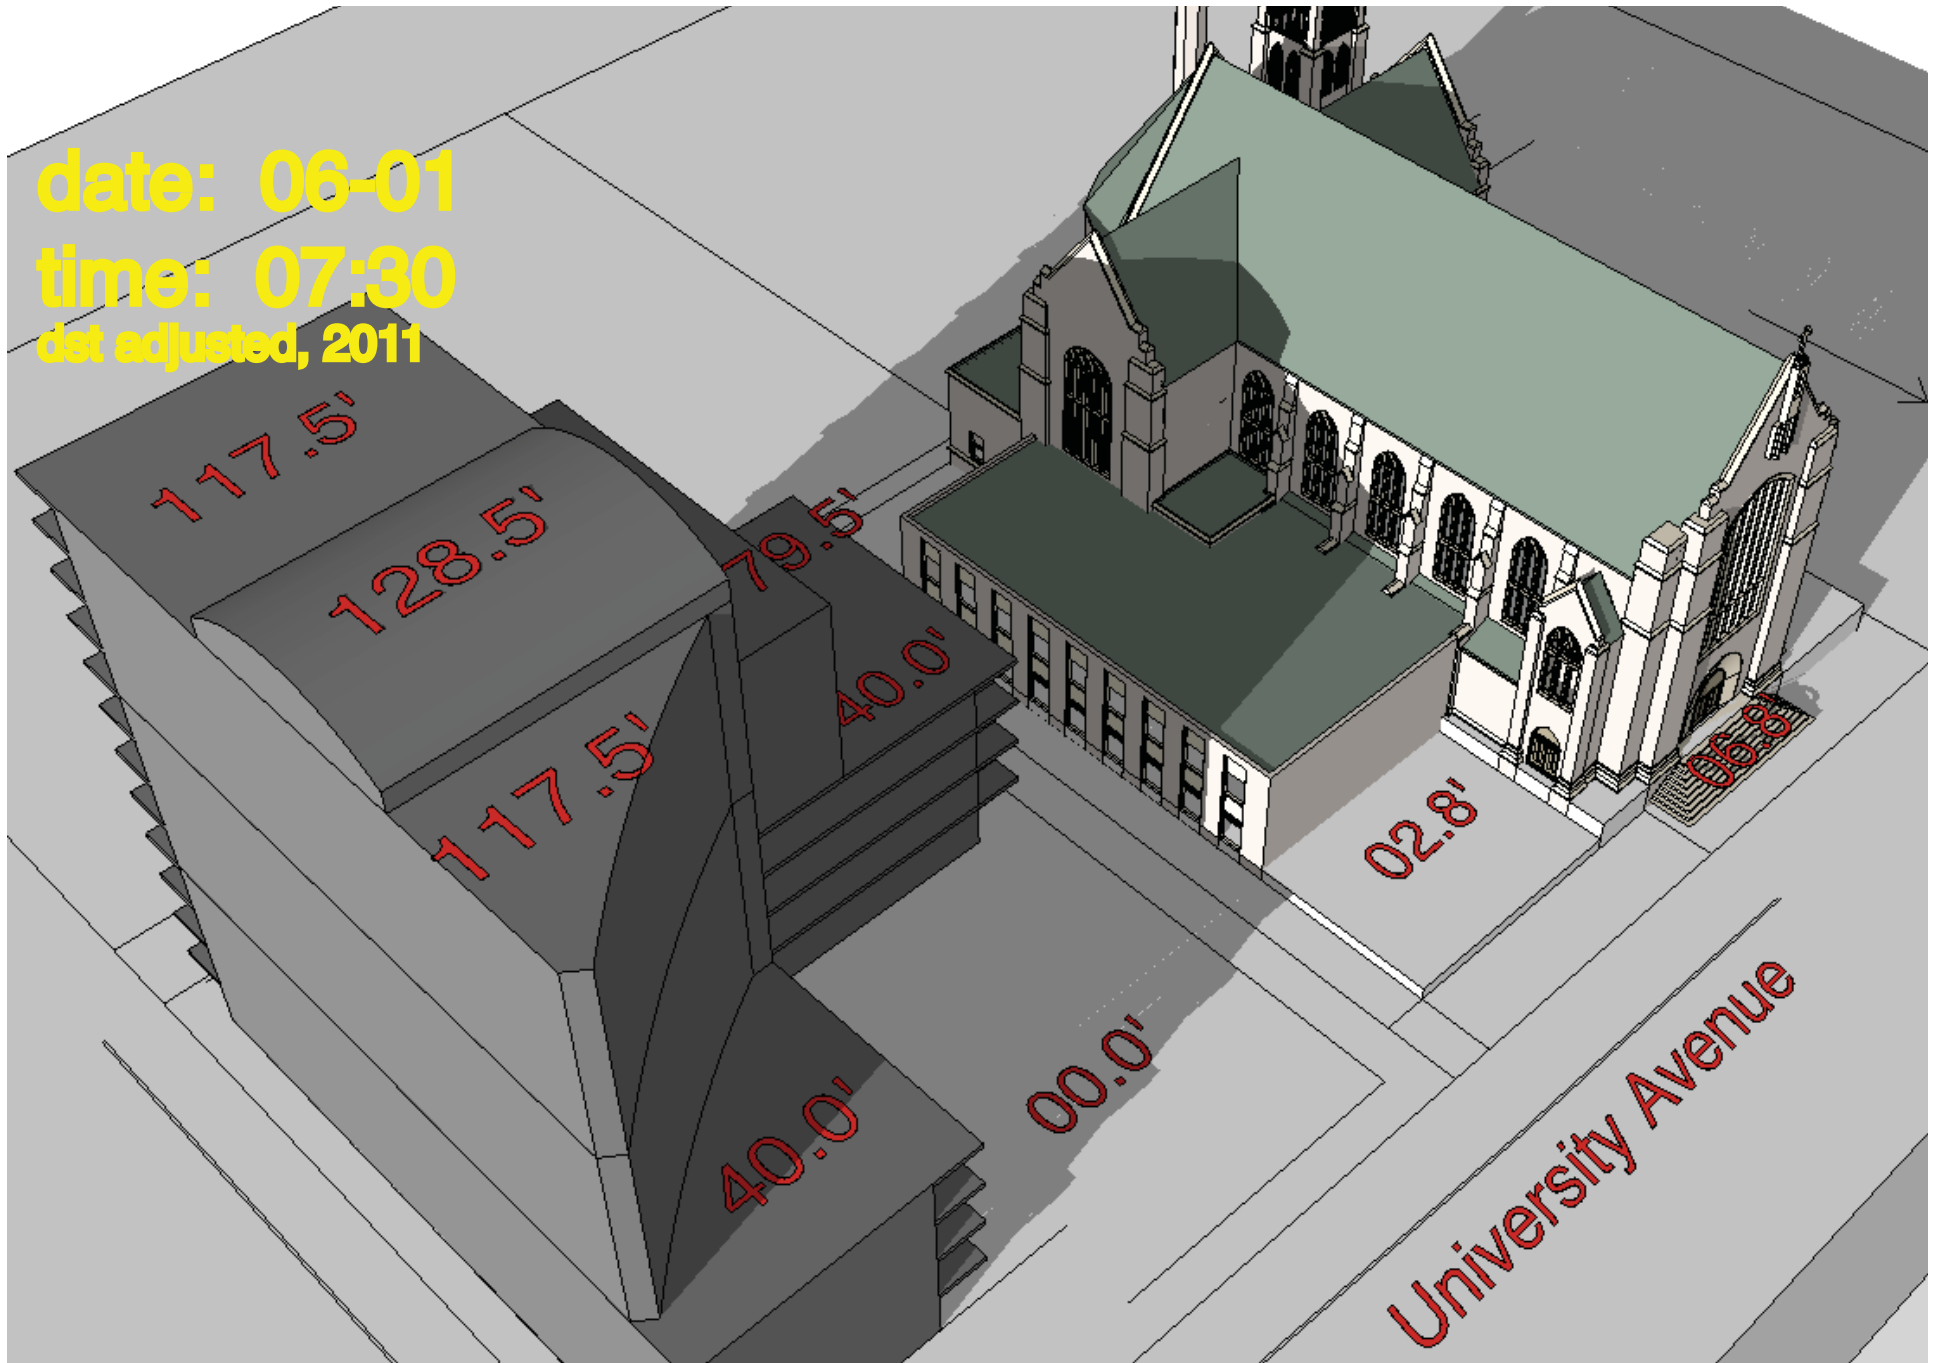 date: 06-01
time: 07:30
dst adjusted, 2011
117.5'
128.5'
79.5'
40.0'
117.5'
06.8'
02.8'
00.0'
40.0'
University Avenue